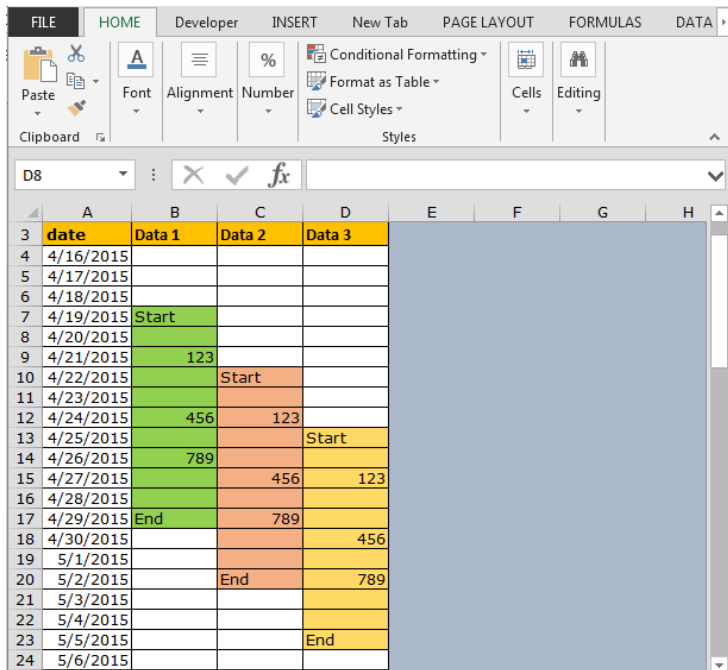 FILE HOME Developer INSERT New Tab PAGE LAYOUT FORMULAS DATA
Paste Font Alignment Number Conditional Formatting Format as Table Cell Styles Cells Editing
Clipboard Styles
D8 fx
A B C D E F G H
3 date Data 1 Data 2 Data 3
4 4/16/2015
5 4/17/2015
6 4/18/2015
7 4/19/2015 Start
8 4/20/2015
9 4/21/2015 123
10 4/22/2015 Start
11 4/23/2015
12 4/24/2015 456 123
13 4/25/2015 Start
14 4/26/2015 789
15 4/27/2015 456 123
16 4/28/2015
17 4/29/2015 End 789
18 4/30/2015 456
19 5/1/2015
20 5/2/2015 End 789
21 5/3/2015
22 5/4/2015
23 5/5/2015 End
24 5/6/2015